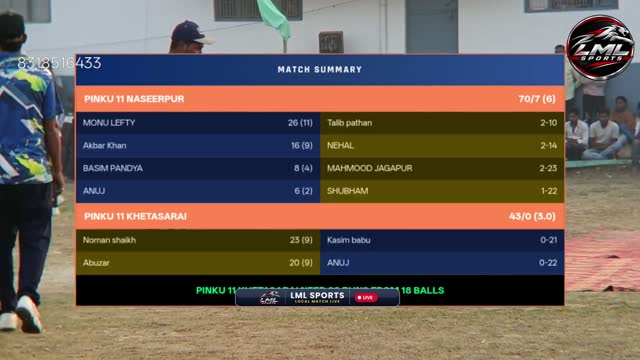 8318516433
LML
SPORTS
MATCH SUMMARY
PINKU 11 NASEERPUR 70/7 (6)
MONU LEFTY 26 (11) Talib pathan 2-10
Akbar Khan 16 (9) NEHAL 2-14
BASIM PANDYA 8 (4) MAHMOOD JAGAPUR 2-23
ANUJ 6 (2) SHUBHAM 1-22
PINKU 11 KHETASARAI 43/0 (3.0)
Noman shaikh 23 (9) Kasim babu 0-21
Abuzar 20 (9) ANUJ 0-22
PINKU 11 18 BALLS
LML SPORTS LIVE
LOCAL MATCH LIVE